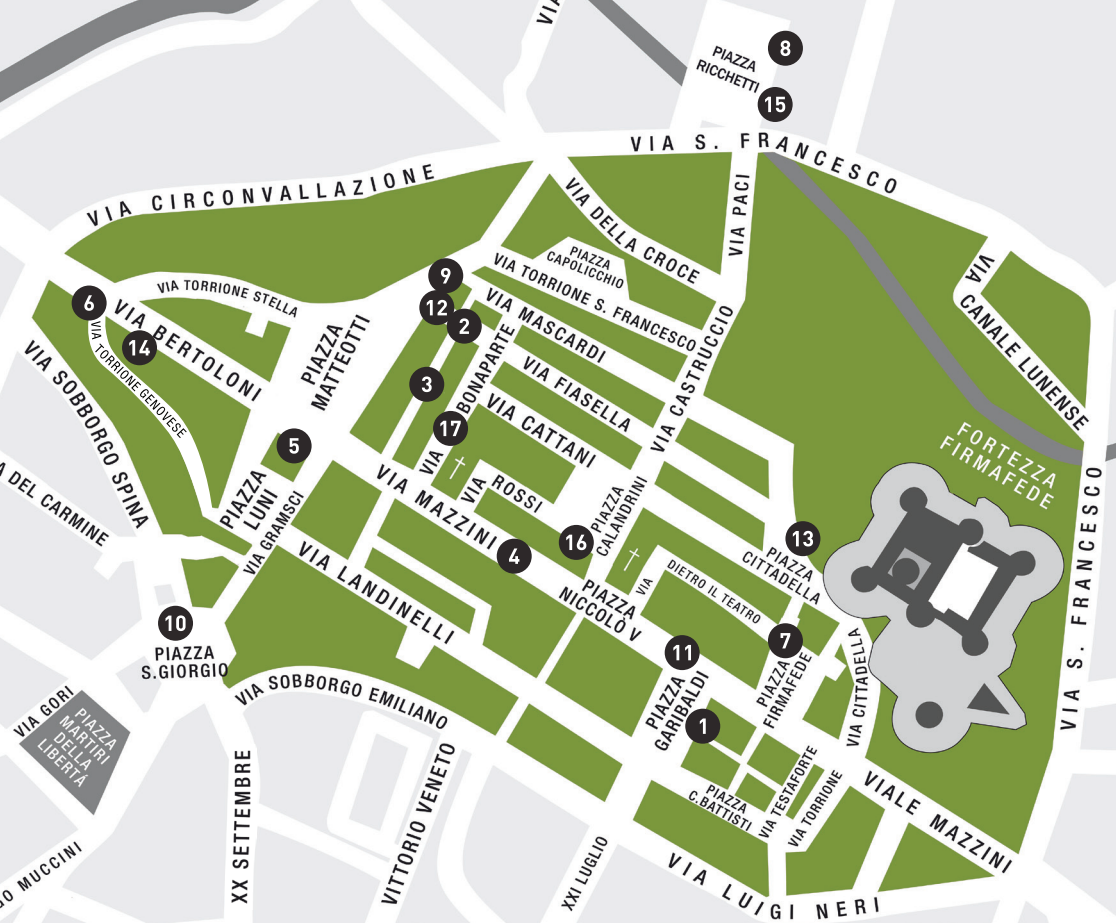 VIA
8
PIAZZA
RICCHETTI
15
VIA S. FRANCESCO
VIA CIRCONVALLAZIONE
VIA PACI
VIA DELLA CROCE
PIAZZA
CAPOLICCHIO
VIA TORRIONE S. FRANCESCO
VIA
CANALE LUNENSE
9
12
2
VIA MASCARDI
6
VIA TORRIONE STELLA
VIA BERTOLONI
14
VIA TORRIONE GENOVESE
PIAZZA
MATTEOTTI
VIA SOBBORGO SPINA
3
VIA BONAPARTE
VIA FIASELLA
VIA CASTRUCCIO
VIA CATTANI
17
5
FORTEZZA
FIRMAFEDE
A DEL CARMINE
PIAZZA
LUNI
VIA GRAMSCI
VIA MAZZINI
VIA ROSSI
4
16
PIAZZA
CALANDRINI
13
PIAZZA
CITTADELLA
VIA S. FRANCESCO
VIA LANDINELLI
PIAZZA
NICCOLÒ V
VIA
DIETRO IL TEATRO
10
PIAZZA
S.GIORGIO
7
11
PIAZZA
GARIBALDI
PIAZZA
FIRMAFEDE
VIA CITTADELLA
VIA SOBBORGO EMILIANO
VIA GORI
PIAZZA
MARTIRI
DELLA
LIBERTÁ
1
PIAZZA
C.BATTISTI
VIA TESTAFORTE
VIA TORRIONE
VIALE MAZZINI
XX SETTEMBRE
VITTORIO VENETO
XXI LUGLIO
GO MUCCINI
VIA LUIGI NERI